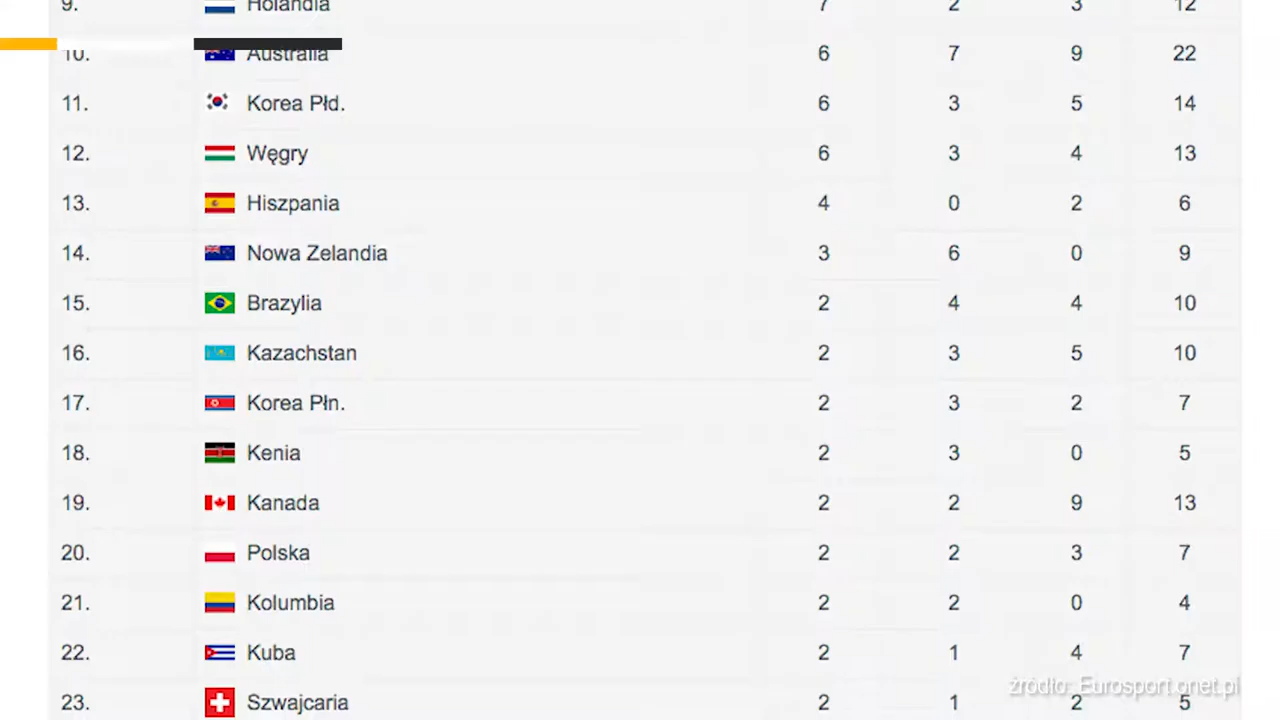 9. Holandia 7 2 3 12
10. Australia 6 7 9 22
11. Korea Płd. 6 3 5 14
12. Węgry 6 3 4 13
13. Hiszpania 4 0 2 6
14. Nowa Zelandia 3 6 0 9
15. Brazylia 2 4 4 10
16. Kazachstan 2 3 5 10
17. Korea Płn. 2 3 2 7
18. Kenia 2 3 0 5
19. Kanada 2 2 9 13
20. Polska 2 2 3 7
21. Kolumbia 2 2 0 4
22. Kuba 2 1 4 7
źródło: Eurosport.onet.pl
23. Szwajcaria 2 1 2 5